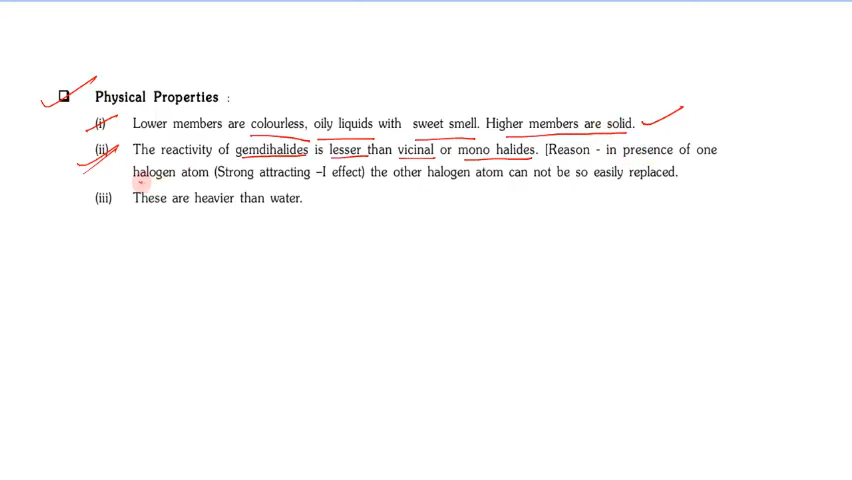 ❑ Physical Properties :
(i) Lower members are colourless, oily liquids with sweet smell. Higher members are solid.
(ii) The reactivity of gemdihalides is lesser than vicinal or mono halides. [Reason - in presence of one
halogen atom (Strong attracting –I effect) the other halogen atom can not be so easily replaced.
(iii) These are heavier than water.